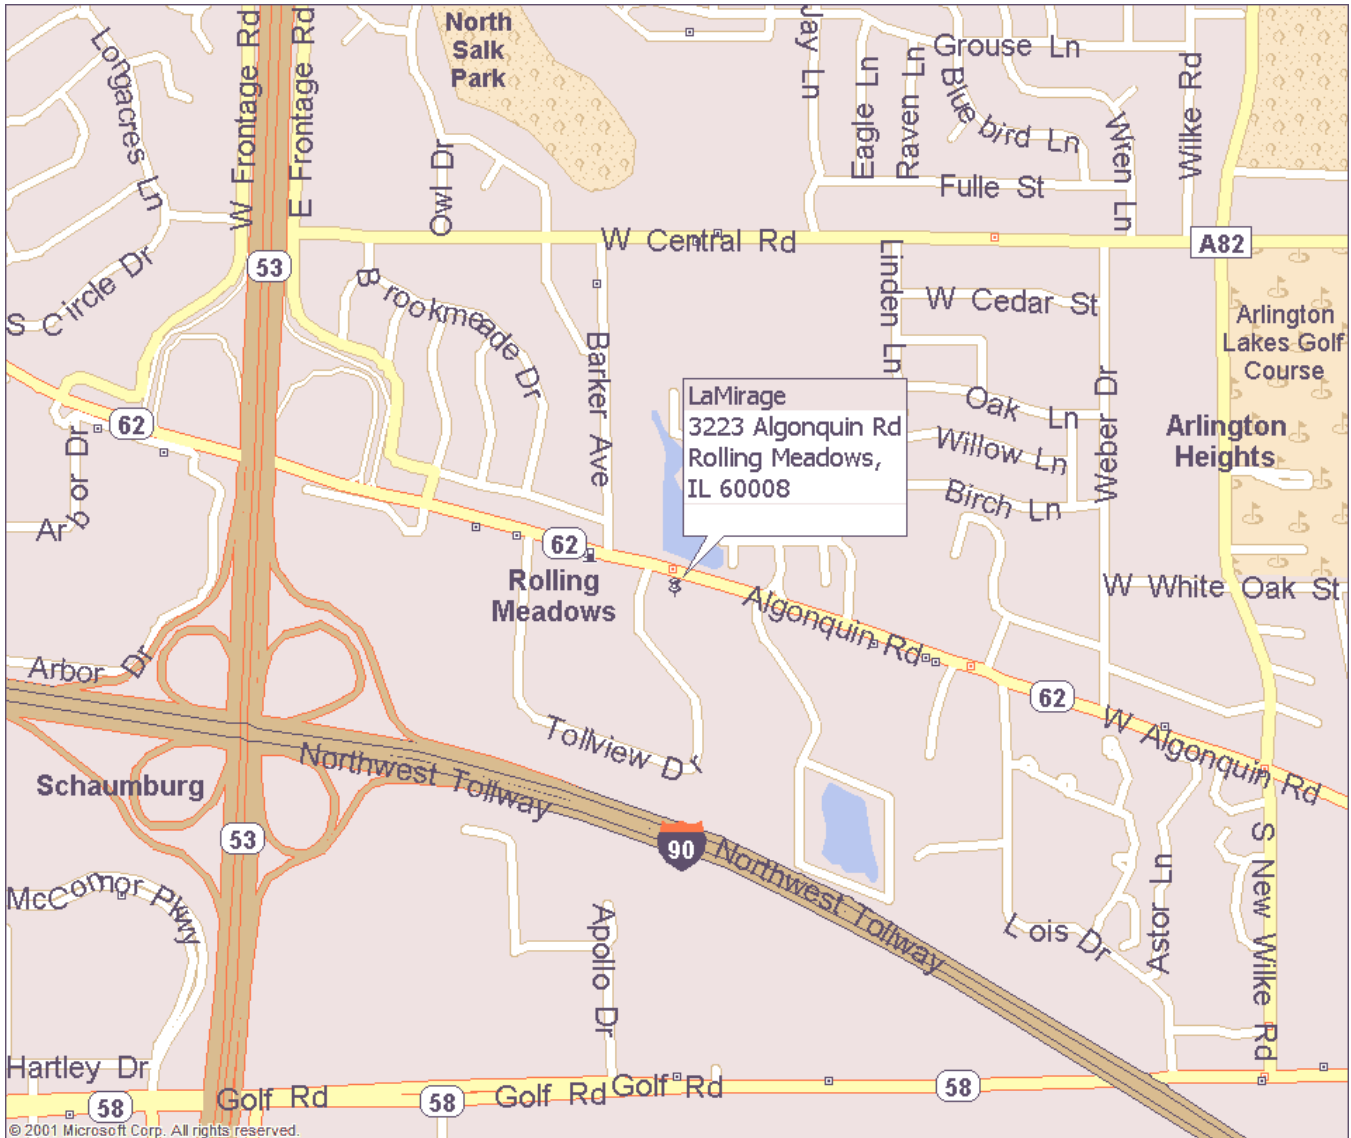 North
Salk
Park
Longacres Ln
W Frontage Rd
E Frontage Rd
Owl Dr
Jay Ln
Eagle Ln
Raven Ln
Grouse Ln
Blue bird Ln
Wren Ln
Wilke Rd
Fulle St
W Central Rd
A82
53
S Circle Dr
Brookmeade Dr
Barker Ave
Linden Ln
W Cedar St
Arlington
Lakes Golf
Course
Oak Ln
Weber Dr
Arlington
Heights
Willow Ln
Birch Ln
LaMirage
3223 Algonquin Rd
Rolling Meadows,
IL 60008
62
Arbor Dr
62
Rolling
Meadows
W White Oak St
Algonquin Rd
Arbor Dr
62
W Algonquin Rd
Tollview Dr
Northwest Tollway
Schaumburg
53
90
Northwest Tollway
McConnor Pkwy
Apollo Dr
Lois Dr
Astor Ln
S New Wilke Rd
Hartley Dr
58
Golf Rd
58
Golf Rd
Golf Rd
58
© 2001 Microsoft Corp. All rights reserved.